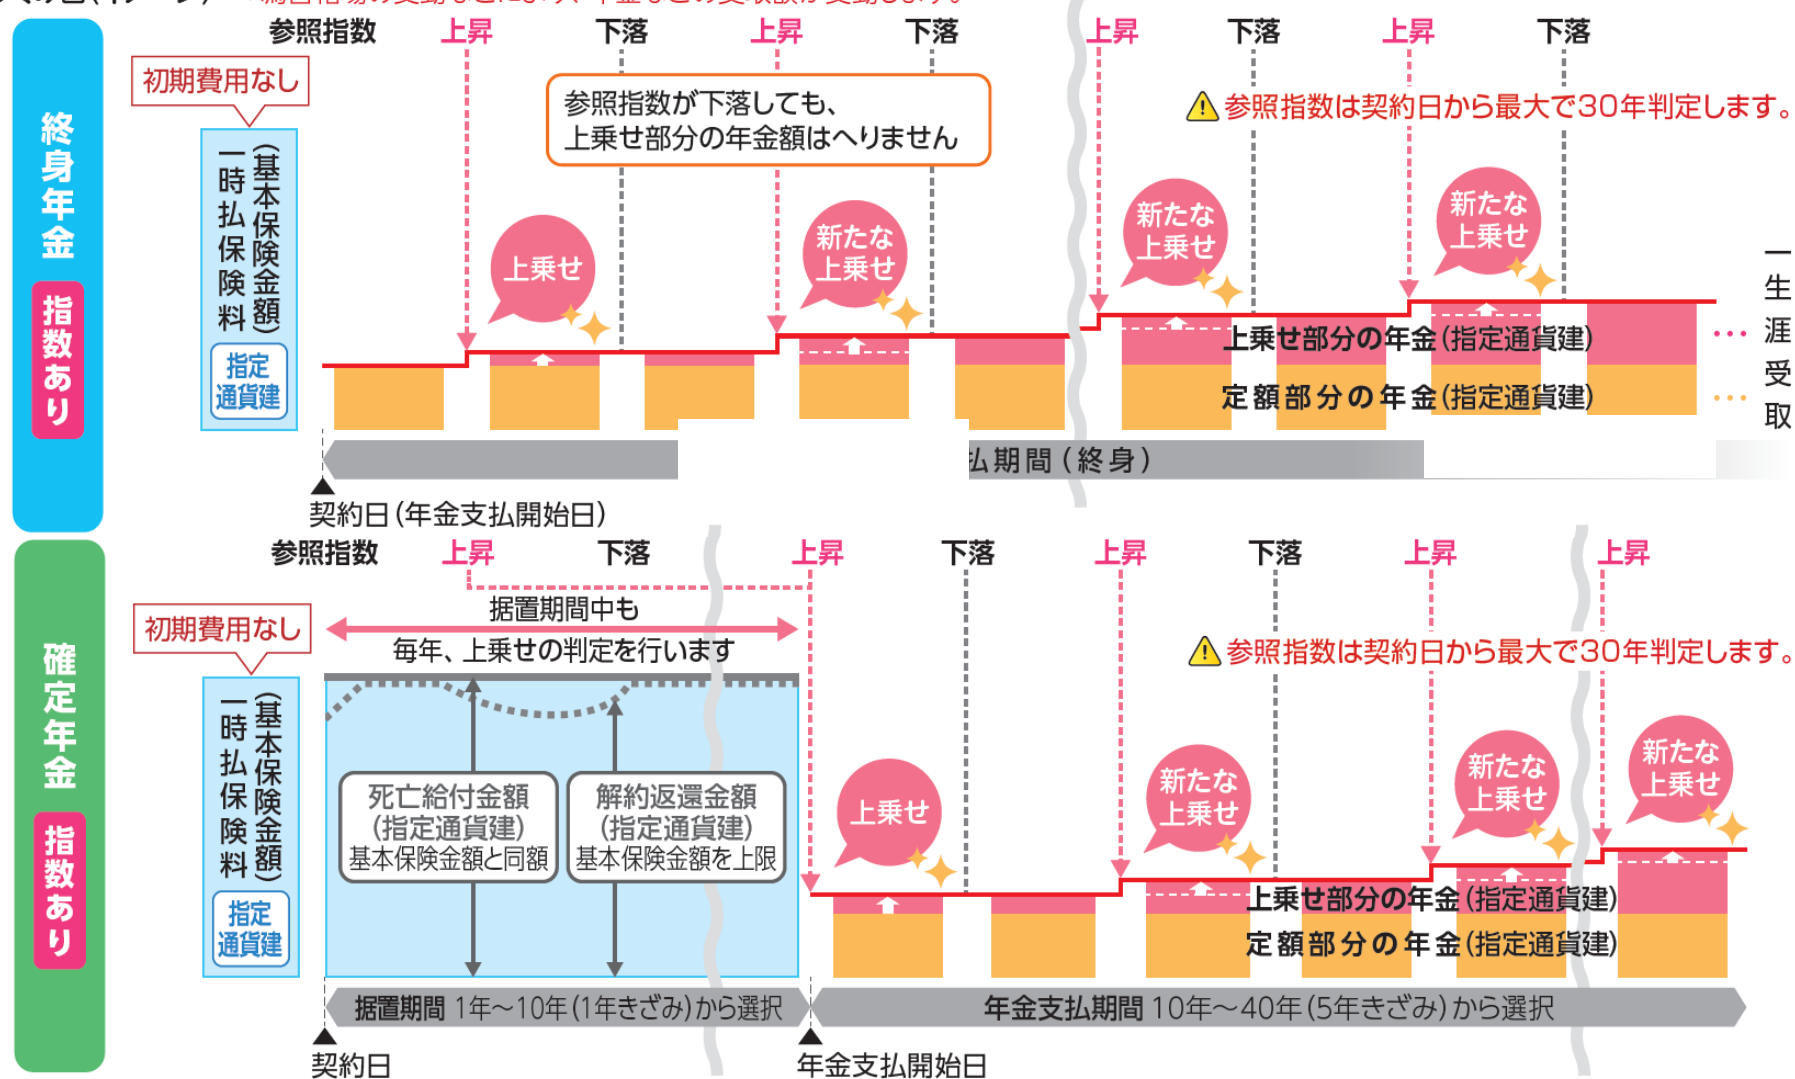 終身年金
指数あり
参照指数 上昇 下落 上昇 下落 上昇 下落 上昇 下落
初期費用なし
参照指数が下落しても、
上乗せ部分の年金額はへりません
参照指数は契約日から最大で30年判定します。
一時払保険料
(基本保険金額)
指定
通貨建
上乗せ
新たな
上乗せ
新たな
上乗せ
新たな
上乗せ
上乗せ部分の年金(指定通貨建)
定額部分の年金(指定通貨建)
一生涯受取
払期間(終身)
契約日(年金支払開始日)
確定年金
指数あり
参照指数 上昇 下落 上昇 下落 上昇 下落 上昇 上昇
初期費用なし
据置期間中も
毎年、上乗せの判定を行います
参照指数は契約日から最大で30年判定します。
一時払保険料
(基本保険金額)
指定
通貨建
死亡給付金額
(指定通貨建)
基本保険金額と同額
解約返還金額
(指定通貨建)
基本保険金額を上限
上乗せ
新たな
上乗せ
新たな
上乗せ
新たな
上乗せ
上乗せ部分の年金(指定通貨建)
定額部分の年金(指定通貨建)
据置期間 1年~10年(1年きざみ)から選択
年金支払期間 10年~40年(5年きざみ)から選択
契約日
年金支払開始日